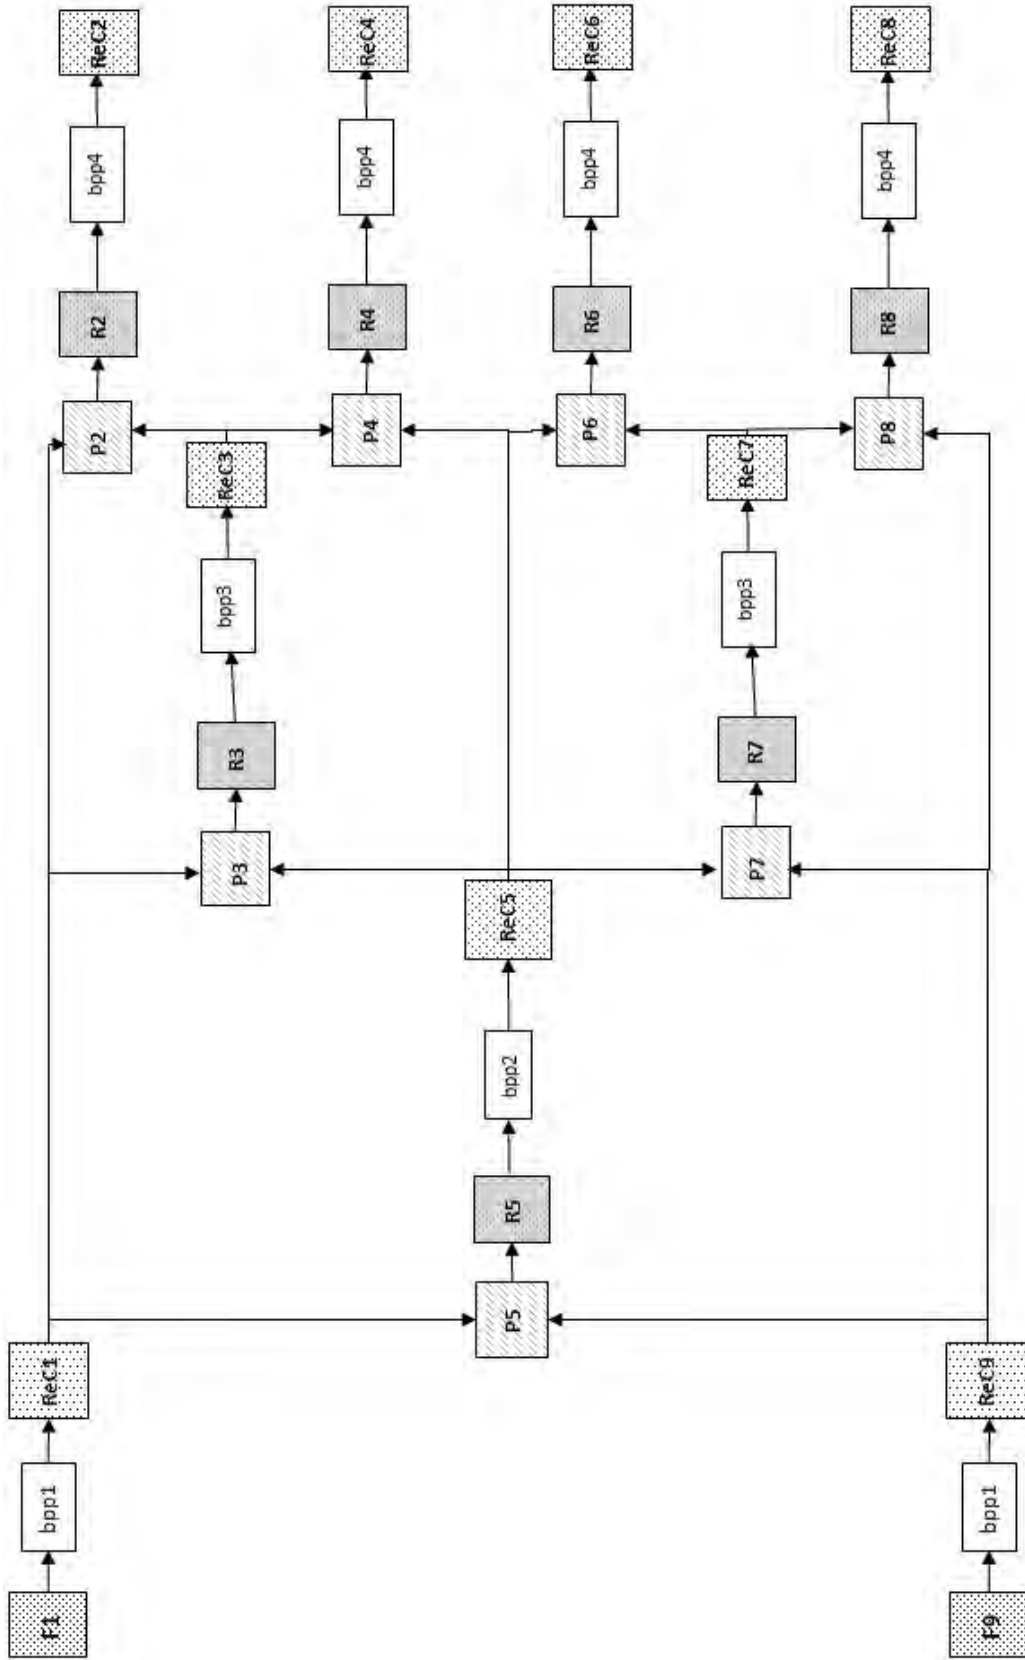 ReC2
ReC4
ReC6
ReC8
bpp4
bpp4
bpp4
bpp4
R2
R4
R6
R8
P2
P4
P6
P8
ReC3
ReC7
bpp3
bpp3
R3
R7
P3
P7
ReC5
bpp2
R5
P5
ReC1
ReC9
bpp1
bpp1
F1
F9